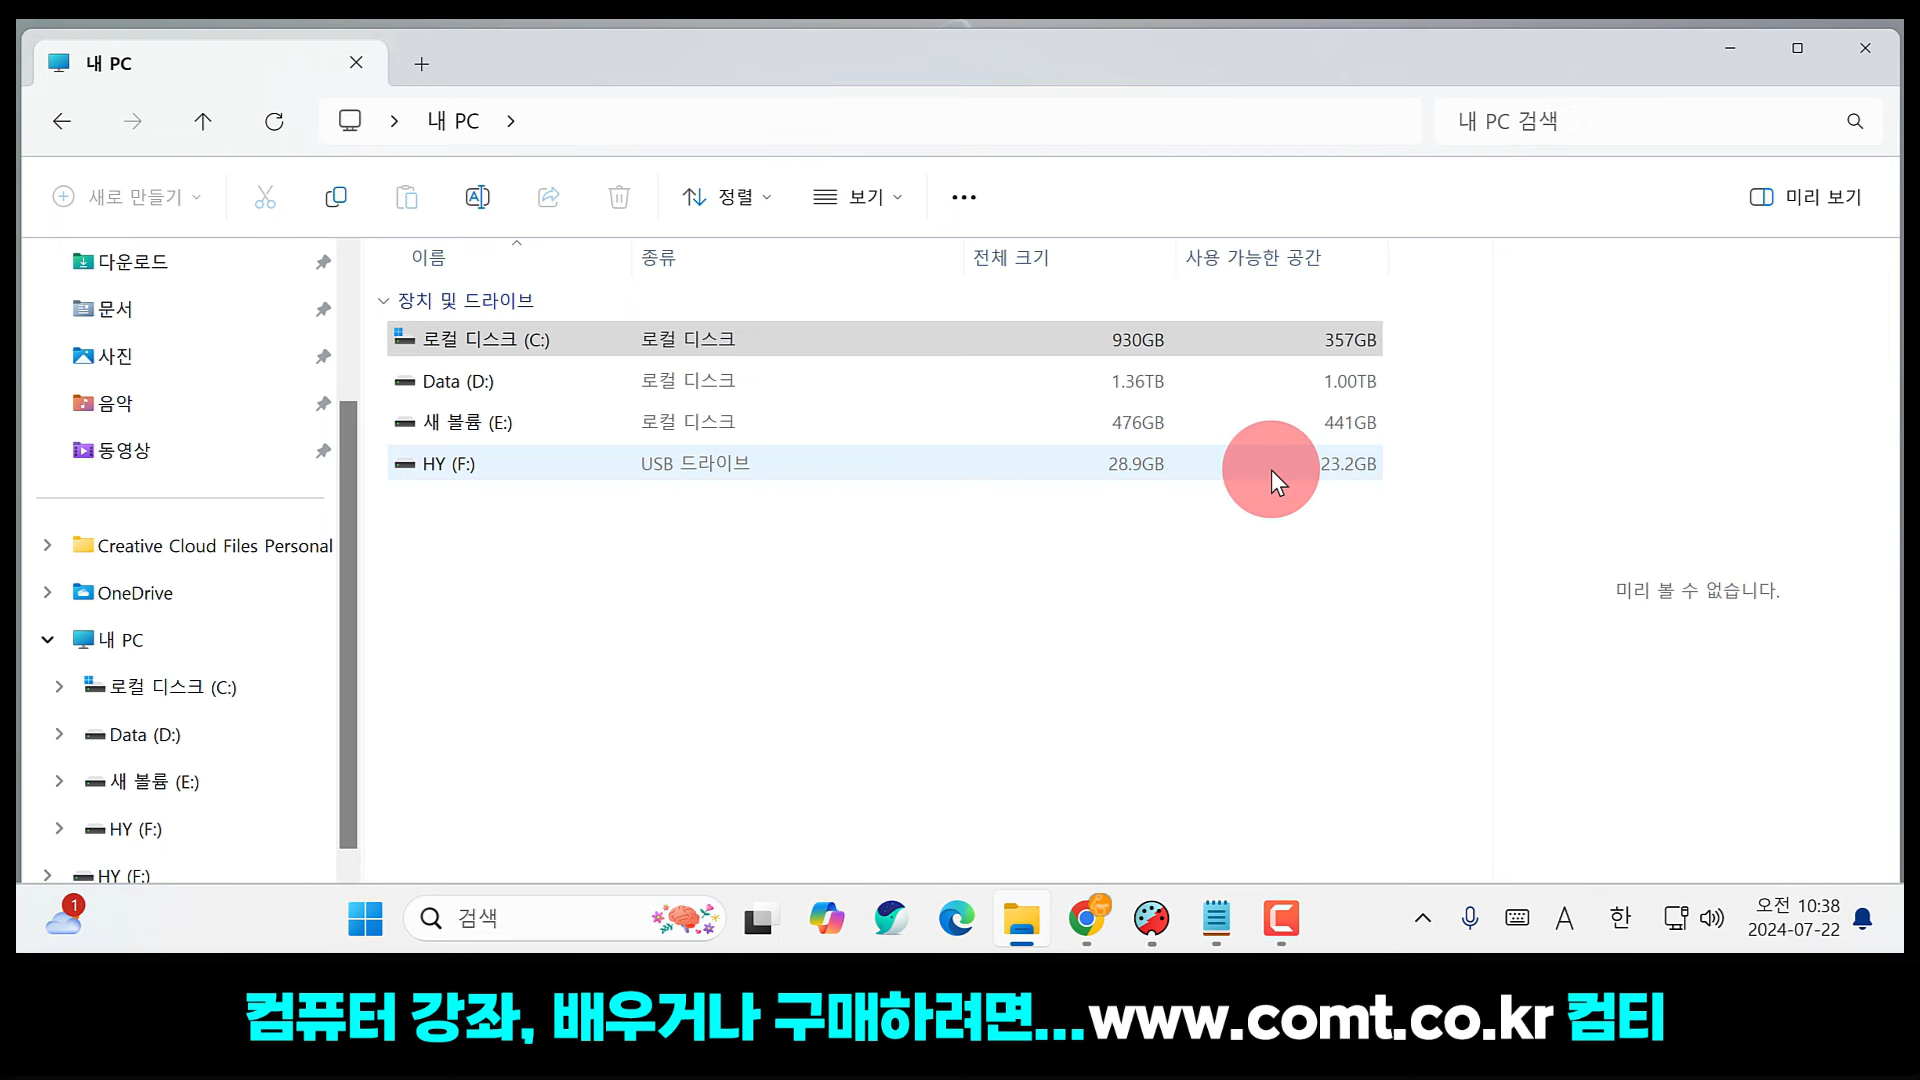 내 PC
내 PC
내 PC 검색
새로 만들기
정렬
보기
미리 보기
다운로드
문서
사진
음악
동영상
Creative Cloud Files Personal
OneDrive
내 PC
로컬 디스크 (C:)
Data (D:)
새 볼륨 (E:)
HY (F:)
HY (F:)
이름 종류 전체 크기 사용 가능한 공간
장치 및 드라이브
로컬 디스크 (C:) 로컬 디스크 930GB 357GB
Data (D:) 로컬 디스크 1.36TB 1.00TB
새 볼륨 (E:) 로컬 디스크 476GB 441GB
HY (F:) USB 드라이브 28.9GB 23.2GB
미리 볼 수 없습니다.
1
검색
A
한
오전 10:38
2024-07-22
컴퓨터 강좌, 배우거나 구매하려면...www.comt.co.kr 컴티